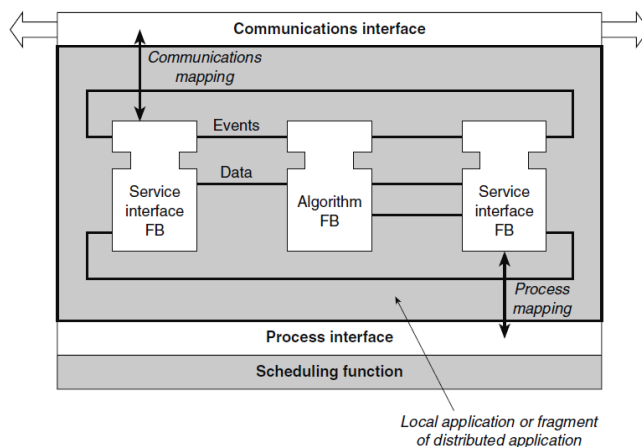 Communications interface
Communications
mapping
Events
Data
Service
interface
FB
Algorithm
FB
Service
interface
FB
Process
mapping
Process interface
Scheduling function
Local application or fragment
of distributed application